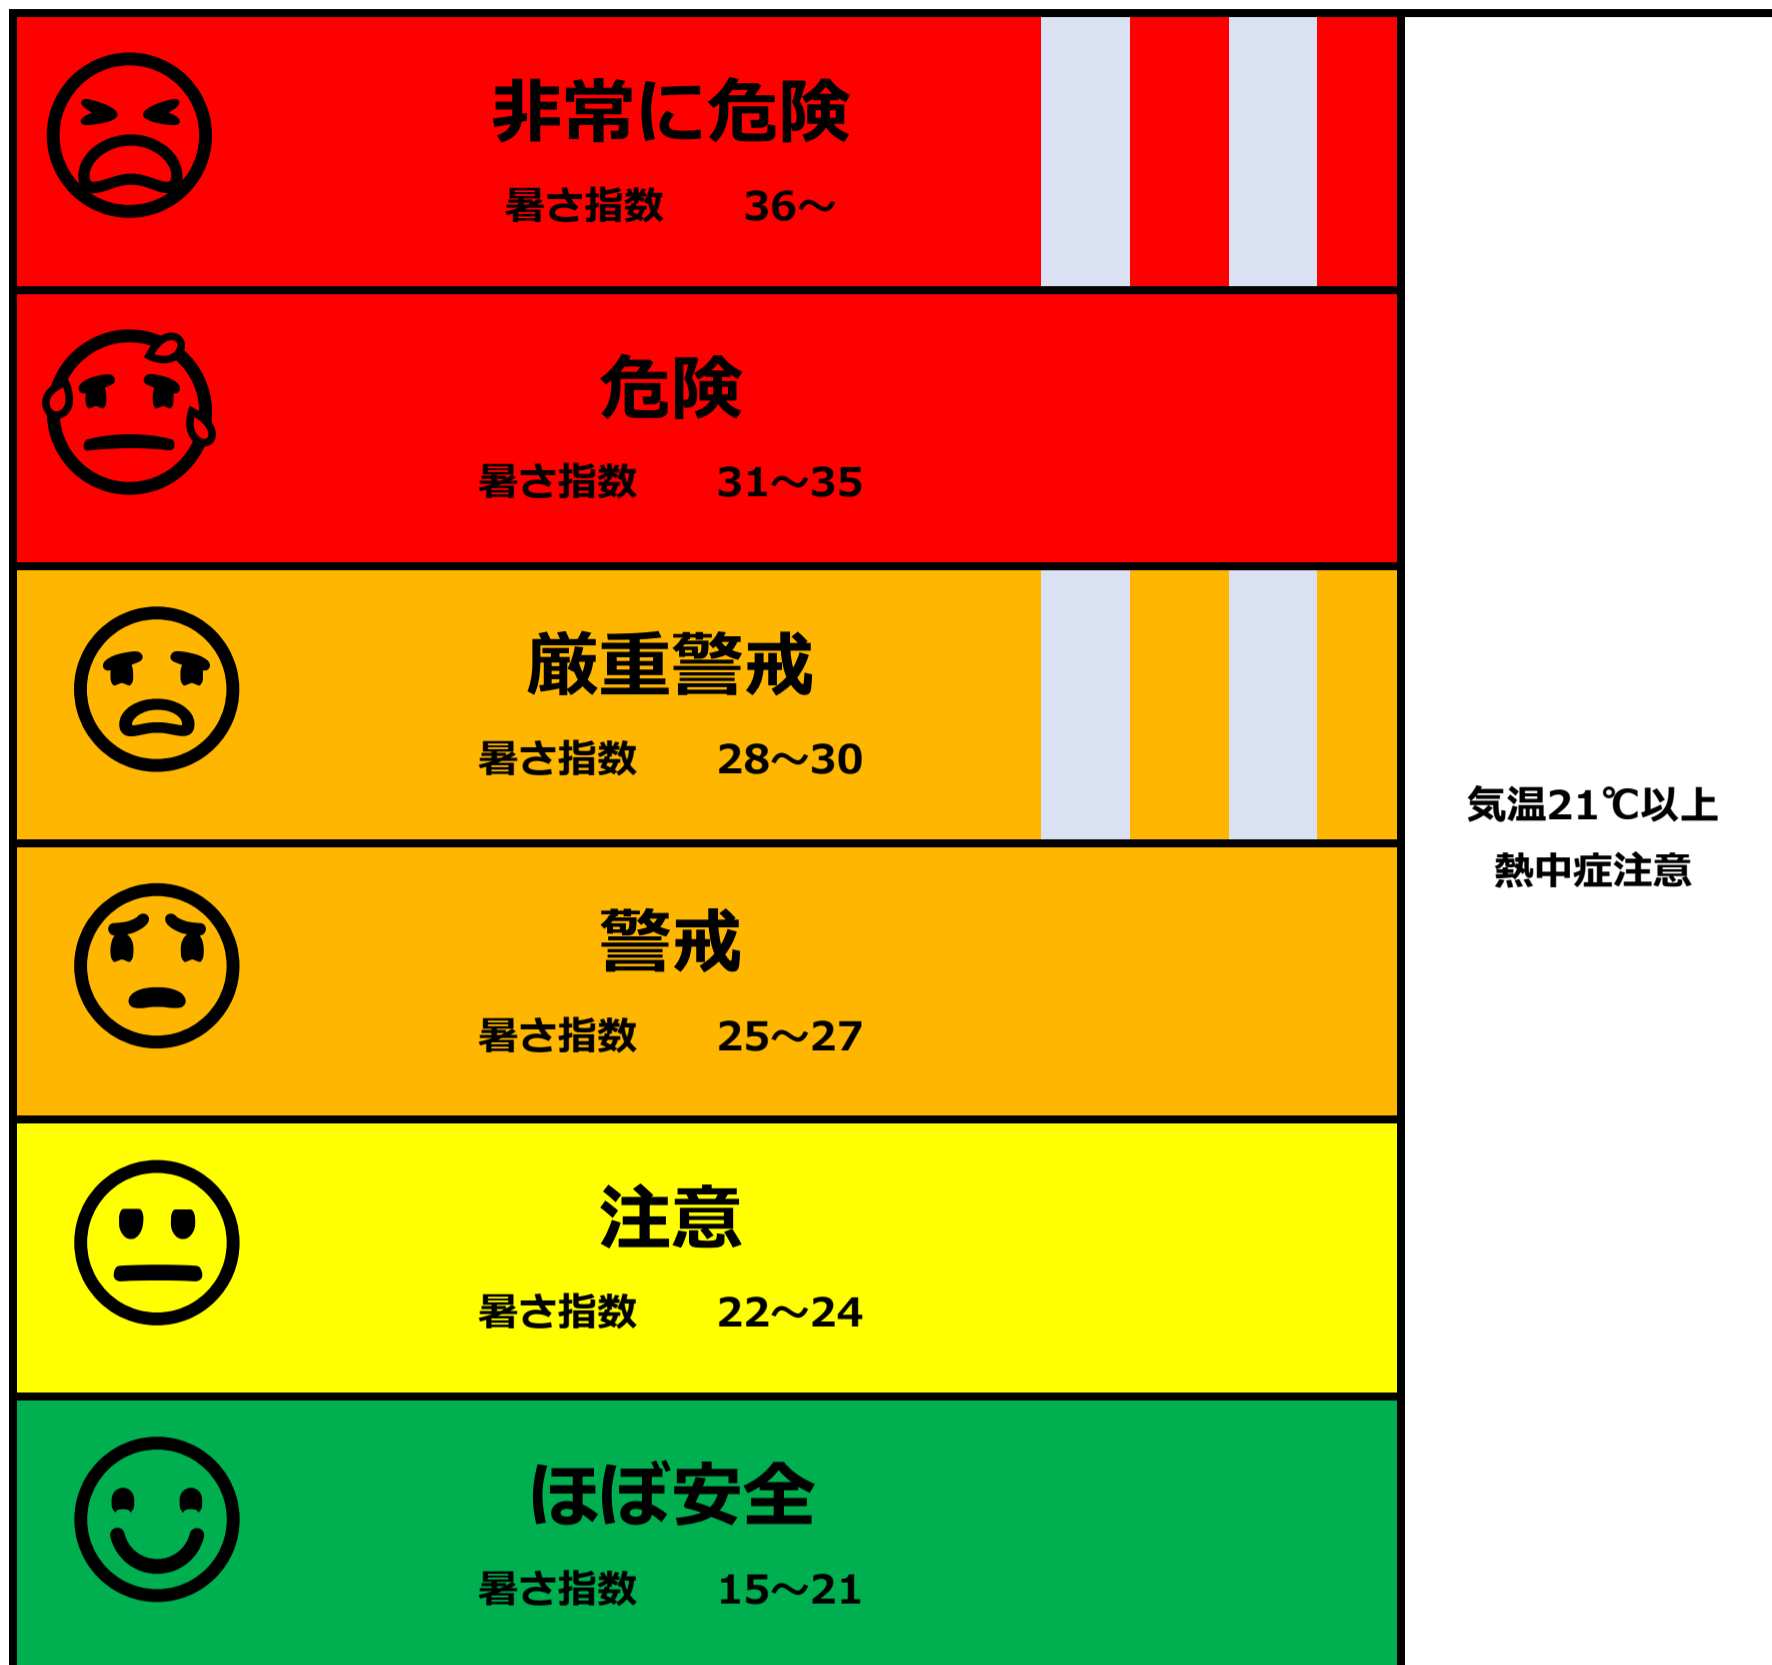 非常に危険
暑さ指数 36～
危険
暑さ指数 31～35
厳重警戒
暑さ指数 28～30
気温21℃以上
熱中症注意
警戒
暑さ指数 25～27
注意
暑さ指数 22～24
ほぼ安全
暑さ指数 15～21